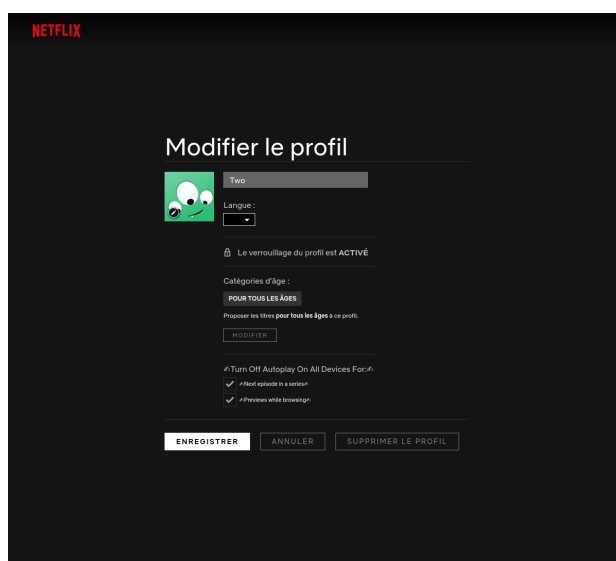 NETFLIX
Modifier le profil
Two
Langue :
Le verrouillage du profil est ACTIVÉ
Catégories d'âge :
POUR TOUS LES ÂGES
Proposer les titres pour tous les âges à ce profil.
MODIFIER
✍Turn Off Autoplay On All Devices For:✍
✍Next episode in a series✍
✍Previews while browsing✍
ENREGISTRER ANNULER SUPPRIMER LE PROFIL